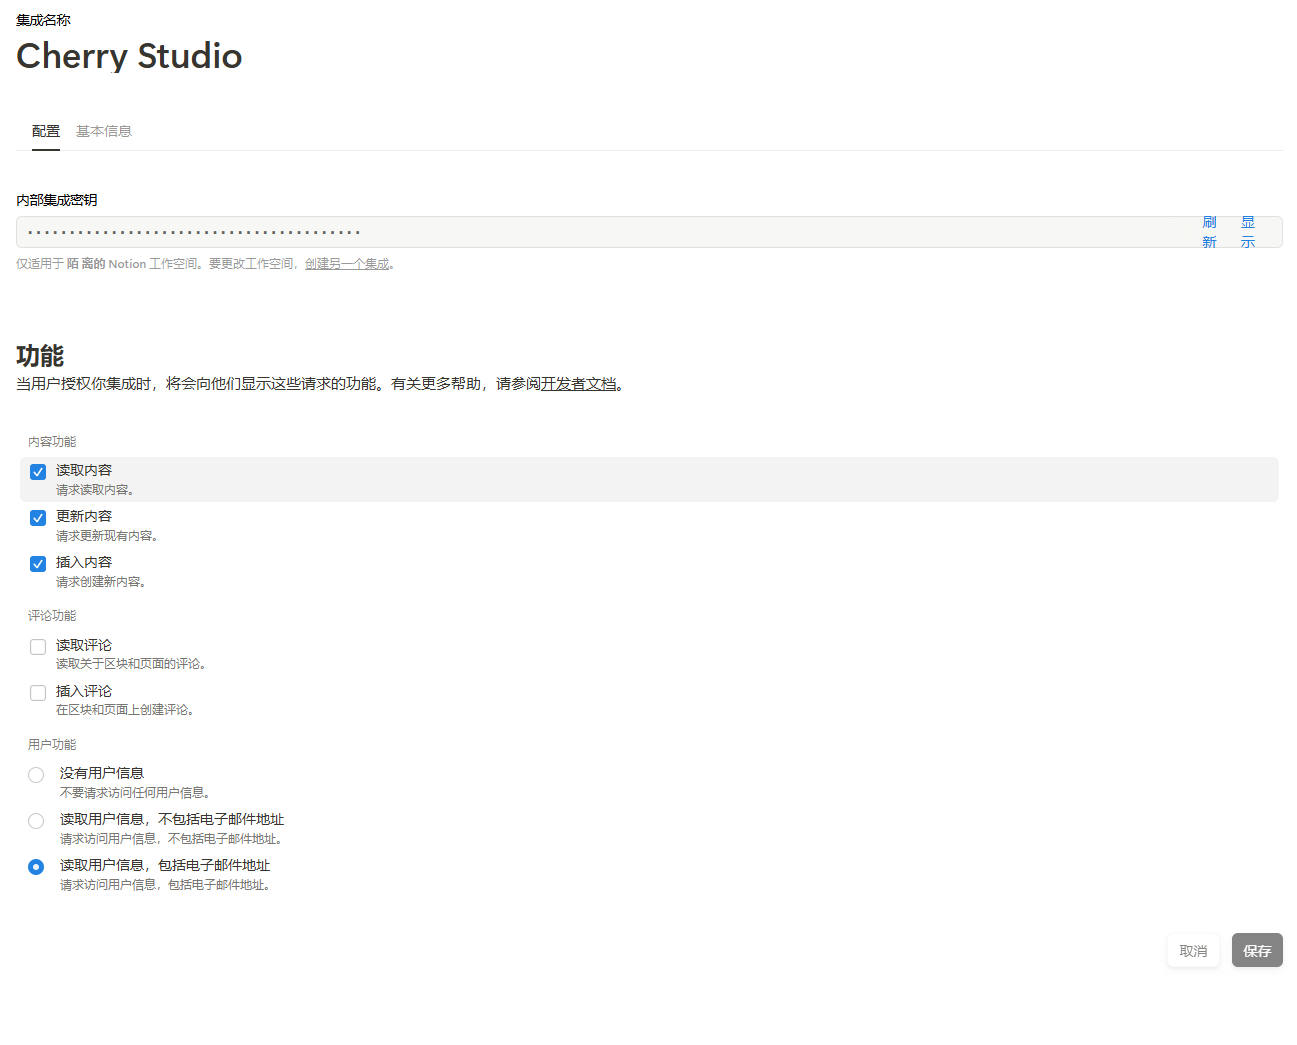 集成名称
Cherry Studio
配置 基本信息
内部集成密钥
•••••••••••••••••••••••••••••••••••••••• 刷新 显示
仅适用于 陌 离的 Notion 工作空间。要更改工作空间，创建另一个集成。
功能
当用户授权你集成时，将会向他们显示这些请求的功能。有关更多帮助，请参阅开发者文档。
内容功能
读取内容
请求读取内容。
更新内容
请求更新现有内容。
插入内容
请求创建新内容。
评论功能
读取评论
读取关于区块和页面的评论。
插入评论
在区块和页面上创建评论。
用户功能
没有用户信息
不要请求访问任何用户信息。
读取用户信息，不包括电子邮件地址
请求访问用户信息，不包括电子邮件地址。
读取用户信息，包括电子邮件地址
请求访问用户信息，包括电子邮件地址。
取消 保存